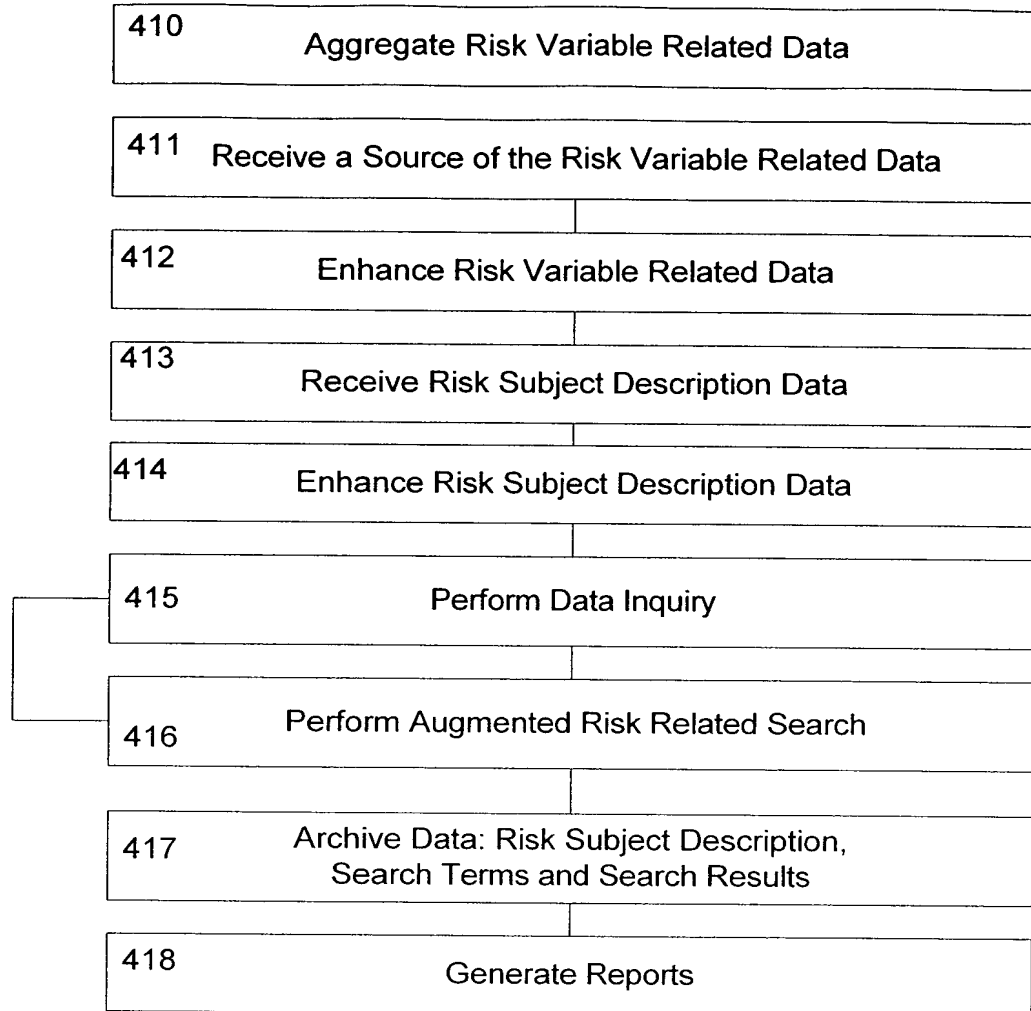 410
Aggregate Risk Variable Related Data
411
Receive a Source of the Risk Variable Related Data
412
Enhance Risk Variable Related Data
413
Receive Risk Subject Description Data
414
Enhance Risk Subject Description Data
415
Perform Data Inquiry
416
Perform Augmented Risk Related Search
417
Archive Data: Risk Subject Description,
Search Terms and Search Results
418
Generate Reports